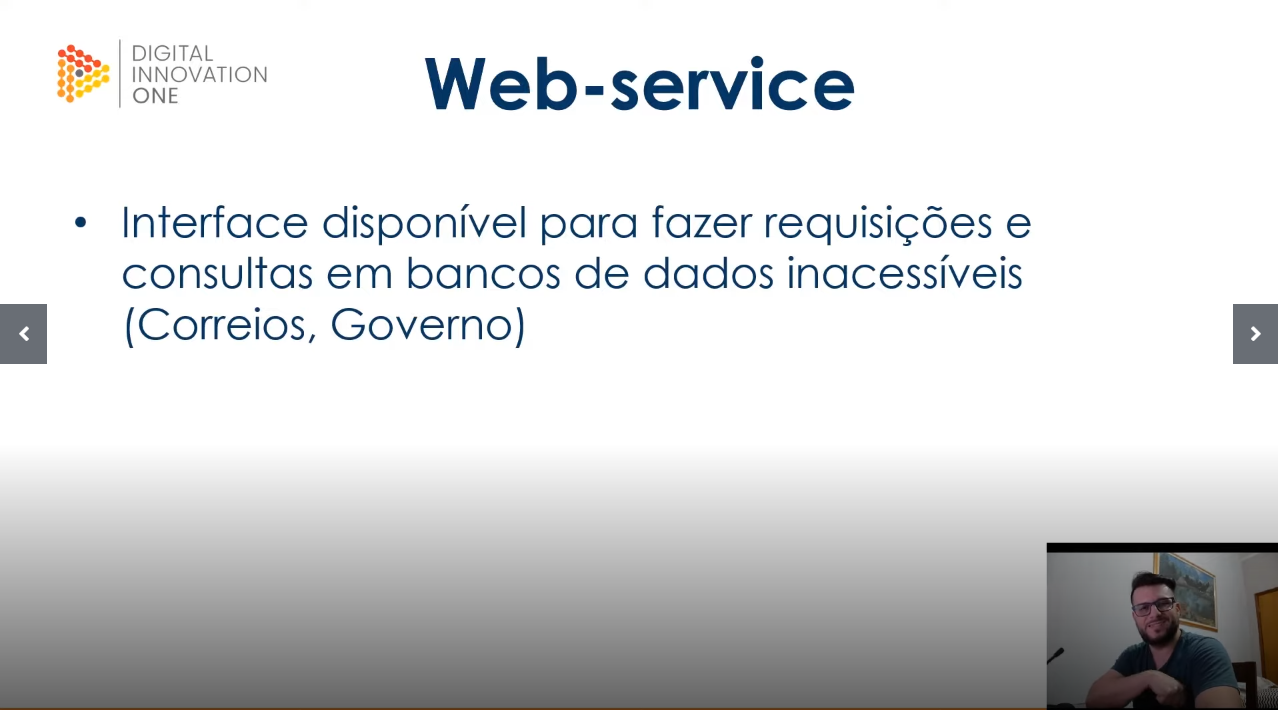 DIGITAL
INNOVATION
ONE
Web-service
• Interface disponível para fazer requisições e
consultas em bancos de dados inacessíveis
(Correios, Governo)